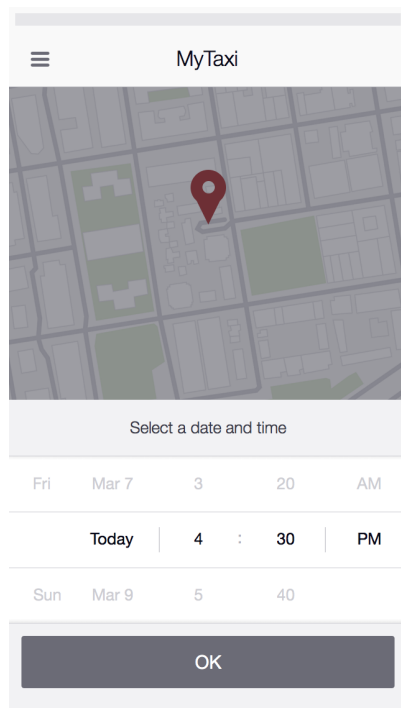 MyTaxi
Select a date and time
Fri Mar 7 3 20 AM
Today 4 : 30 PM
Sun Mar 9 5 40
OK